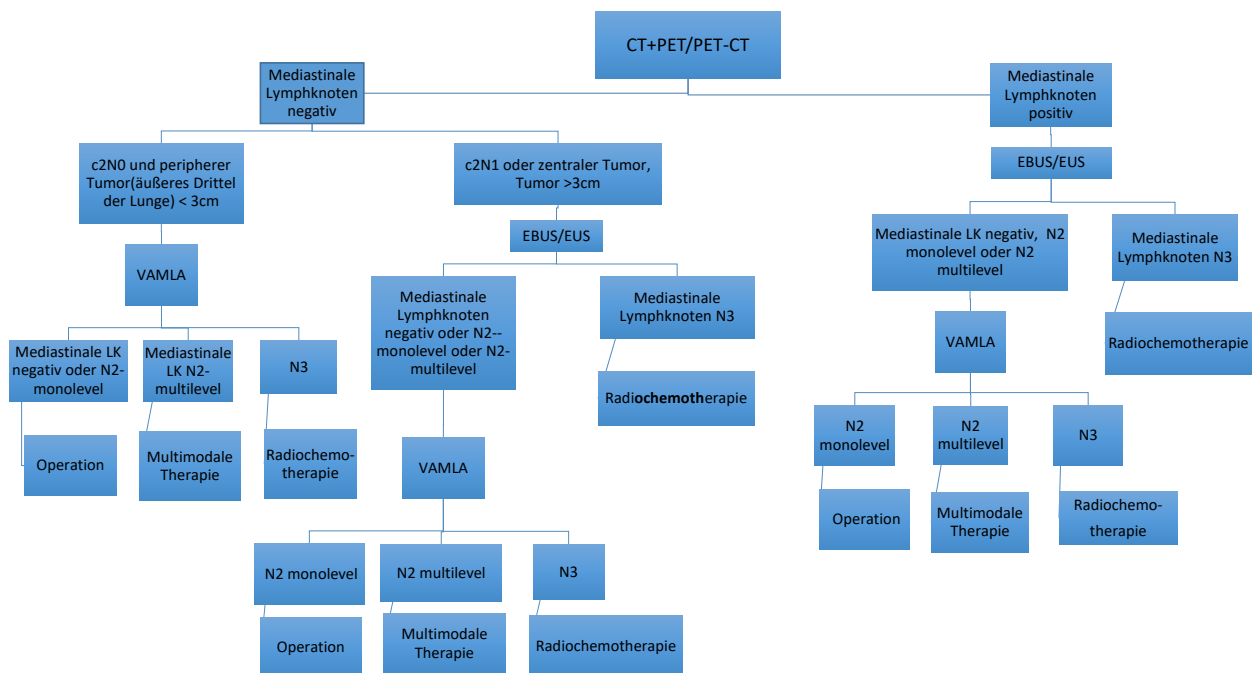 CT+PET/PET-CT
Mediastinale
Lymphknoten
negativ
Mediastinale
Lymphknoten
positiv
c2N0 und peripherer
Tumor(äußeres Drittel
der Lunge) < 3cm
c2N1 oder zentraler Tumor,
Tumor >3cm
EBUS/EUS
EBUS/EUS
VAMLA
Mediastinale LK negativ, N2
monolevel oder N2
multilevel
Mediastinale
Lymphknoten N3
Mediastinale
Lymphknoten
negativ oder N2--
monolevel oder N2-
multilevel
Mediastinale
Lymphknoten N3
VAMLA
Radiochemotherapie
Mediastinale LK
negativ oder N2-
monolevel
Mediastinale
LK N2-
multilevel
N3
Radiochemotherapie
Operation
Multimodale
Therapie
Radiochemo-
therapie
VAMLA
N2
monolevel
N2
multilevel
N3
Operation
Multimodale
Therapie
Radiochemo-
therapie
N2 monolevel
N2 multilevel
N3
Operation
Multimodale
Therapie
Radiochemotherapie